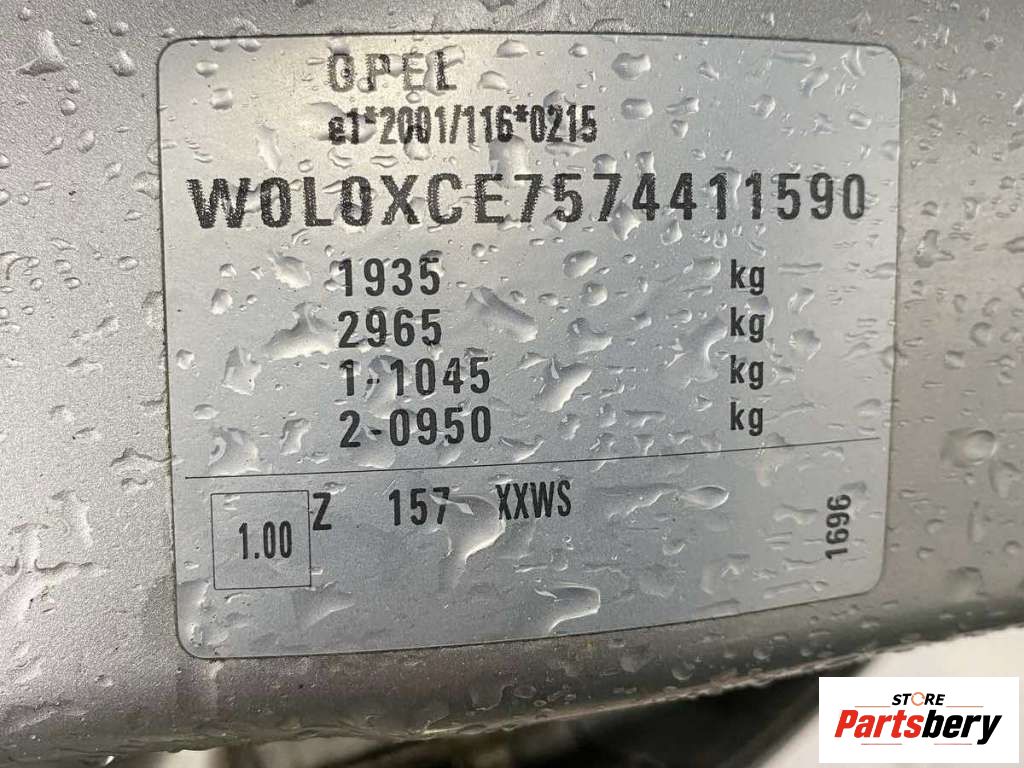 OPEL
e1*2001/116*0215
W0L0XCE7574411590
1935 kg
2965 kg
1-1045 kg
2-0950 kg
1.00 Z 157 XXWS
1696
STORE
Partsbery